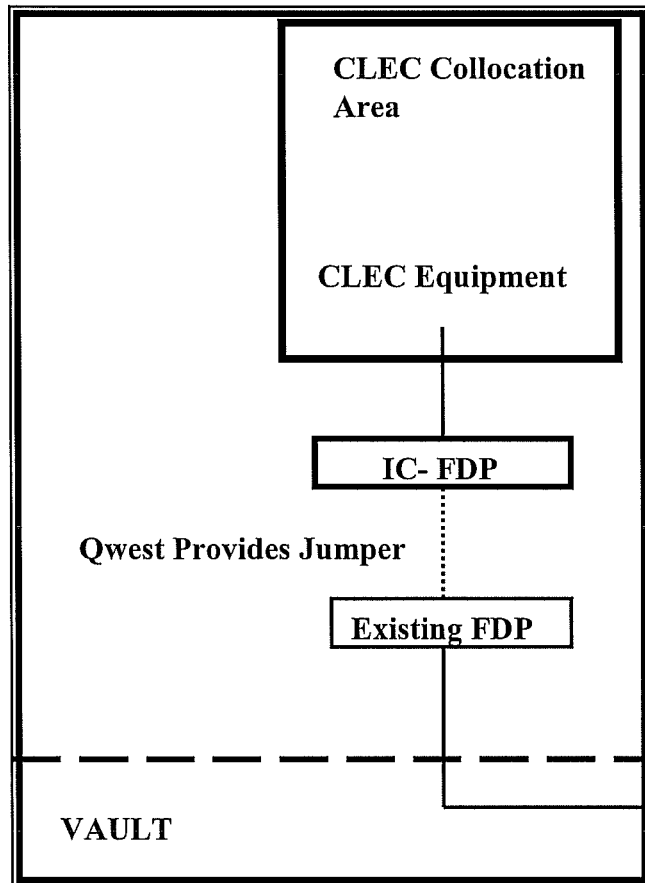 CLEC Collocation
Area
CLEC Equipment
IC- FDP
Qwest Provides Jumper
Existing FDP
VAULT